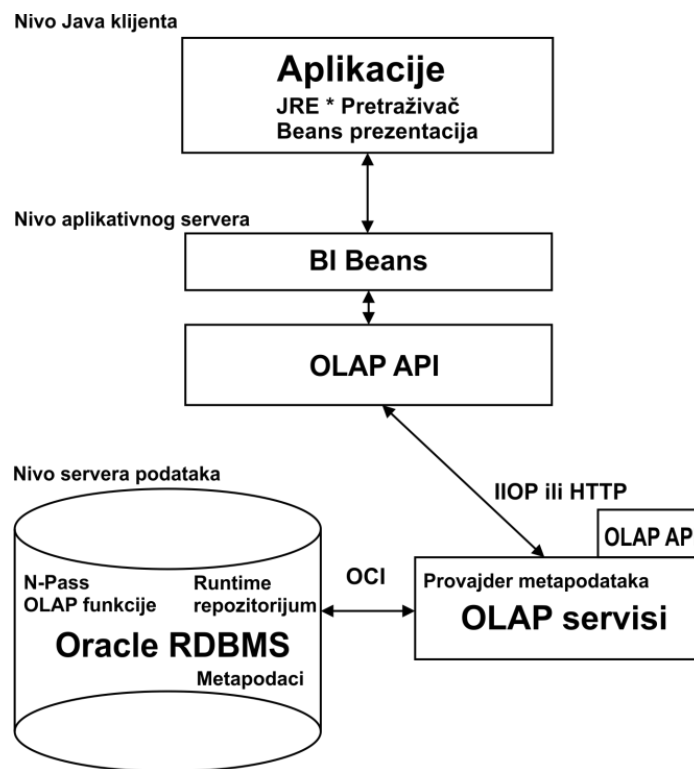 Nivo Java klijenta
Aplikacije
JRE * Pretraživač
Beans prezentacija
Nivo aplikativnog servera
BI Beans
OLAP API
Nivo servera podataka
IIOP ili HTTP
OLAP AP
N-Pass
OLAP funkcije
Runtime
repozitorijum
OCI
Provajder metapodataka
Oracle RDBMS
OLAP servisi
Metapodaci